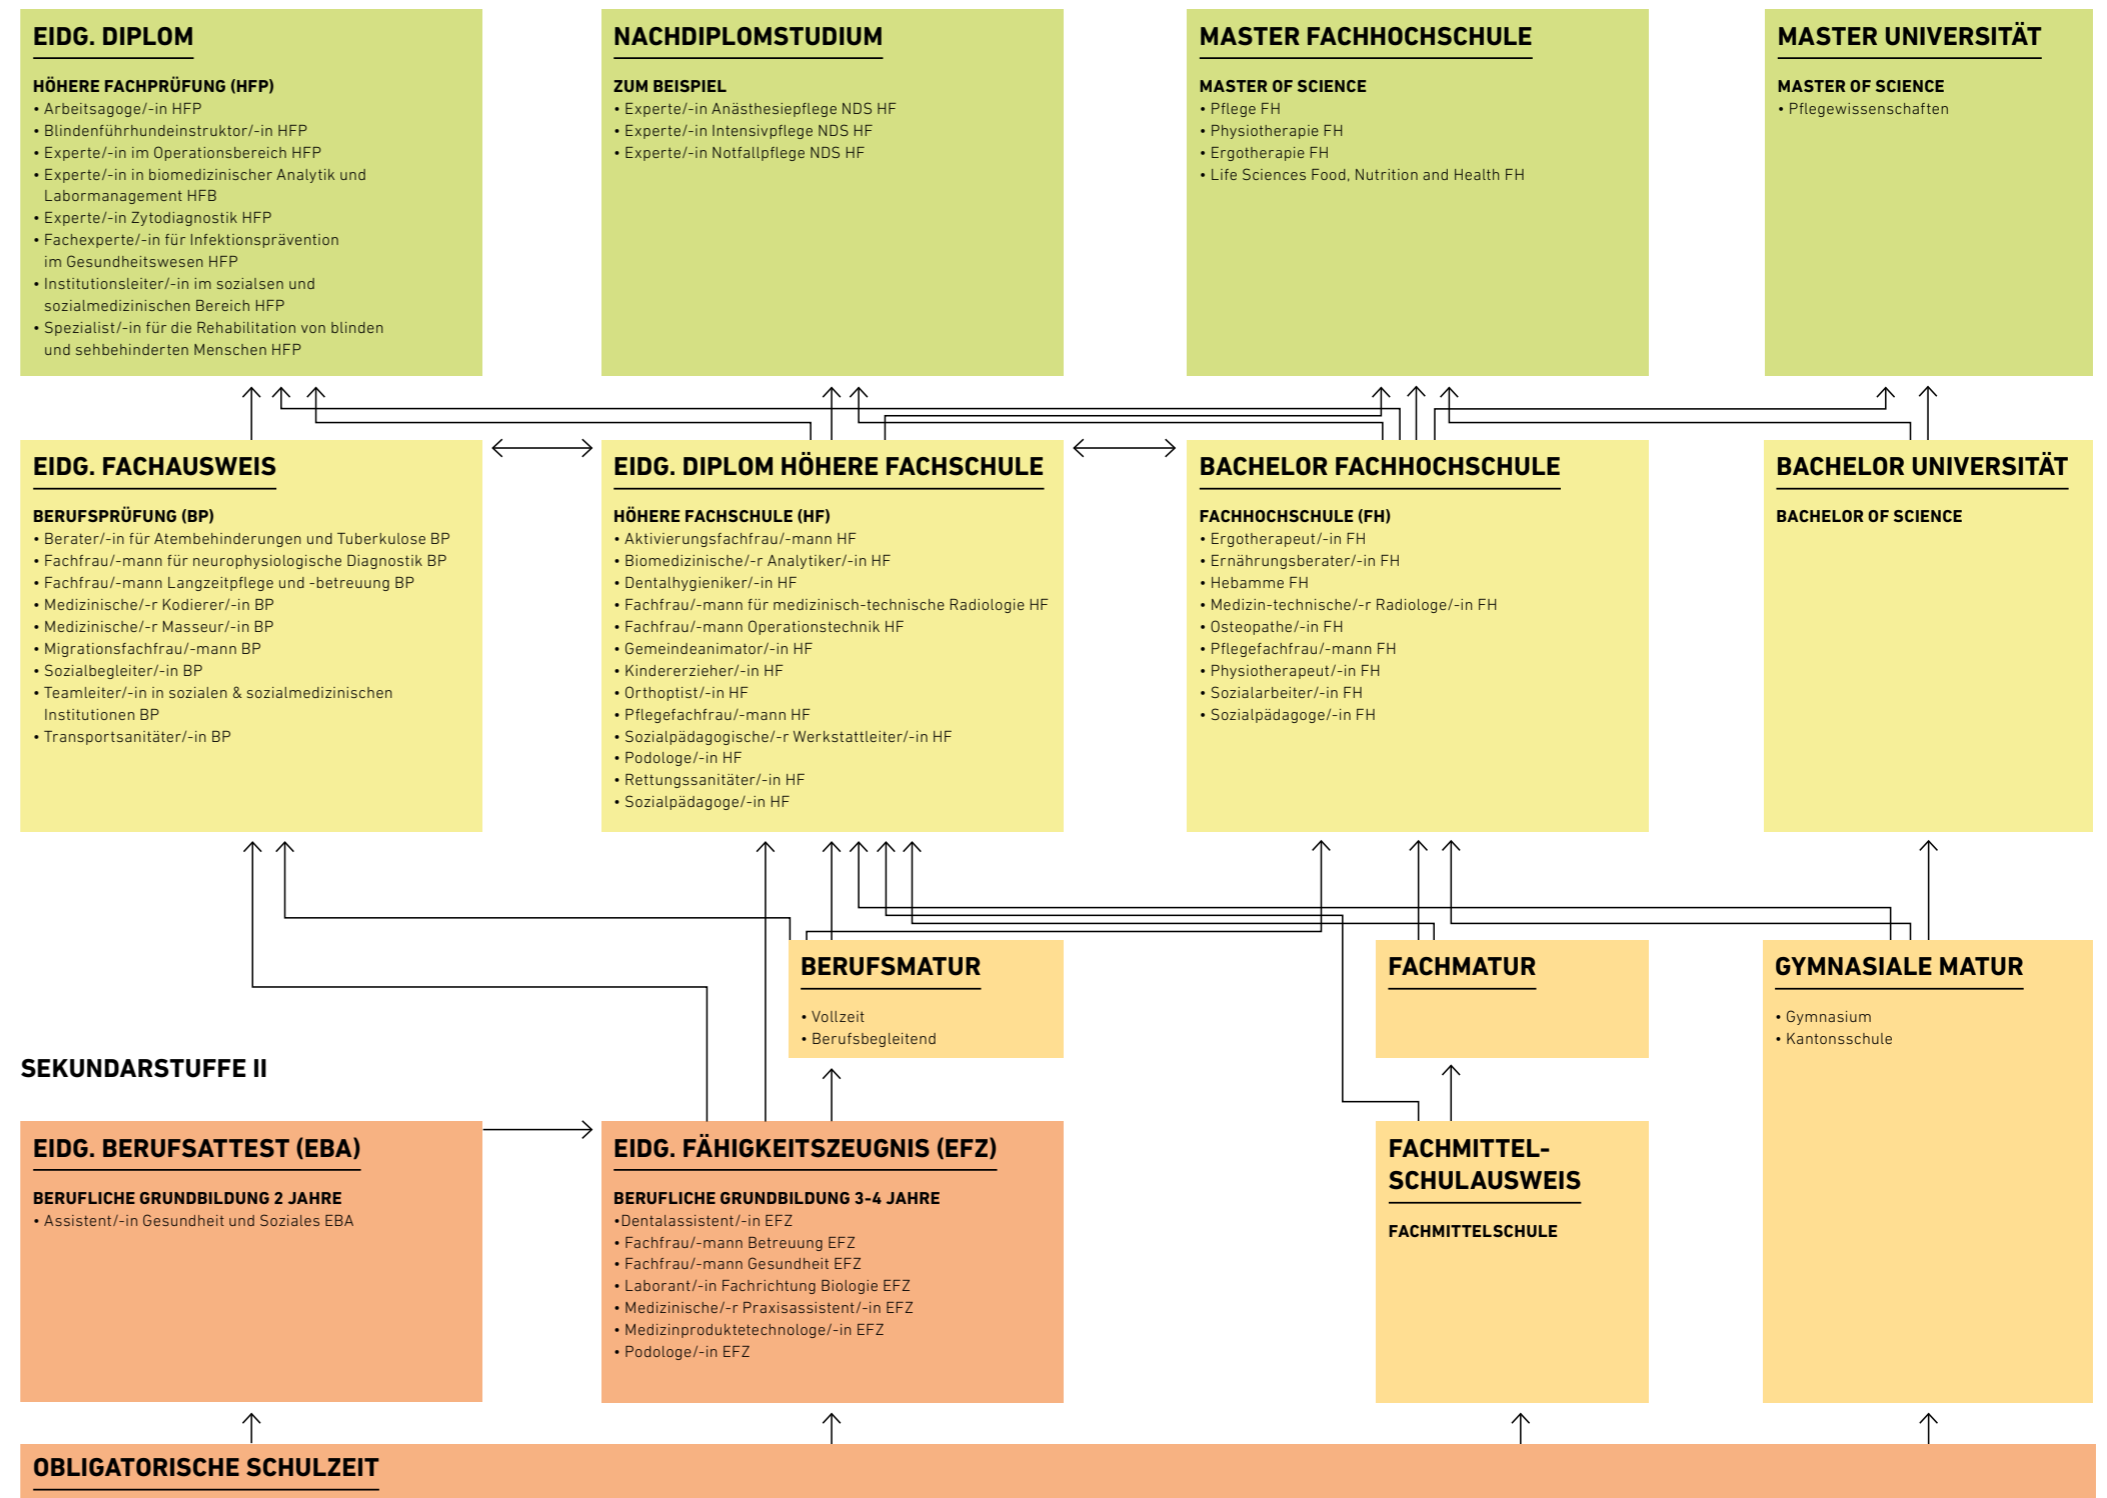 EIDG. DIPLOM
HÖHERE FACHPRÜFUNG (HFP)
• Arbeitsagoge/-in HFP
• Blindenführhundeinstruktor/-in HFP
• Experte/-in im Operationsbereich HFP
• Experte/-in in biomedizinischer Analytik und
Labormanagement HFB
• Experte/-in Zytodiagnostik HFP
• Fachexperte/-in für Infektionsprävention
im Gesundheitswesen HFP
• Institutionsleiter/-in im sozialsen und
sozialmedizinischen Bereich HFP
• Spezialist/-in für die Rehabilitation von blinden
und sehbehinderten Menschen HFP
NACHDIPLOMSTUDIUM
ZUM BEISPIEL
• Experte/-in Anästhesiepflege NDS HF
• Experte/-in Intensivpflege NDS HF
• Experte/-in Notfallpflege NDS HF
MASTER FACHHOCHSCHULE
MASTER OF SCIENCE
• Pflege FH
• Physiotherapie FH
• Ergotherapie FH
• Life Sciences Food, Nutrition and Health FH
MASTER UNIVERSITÄT
MASTER OF SCIENCE
• Pflegewissenschaften
EIDG. FACHAUSWEIS
BERUFSPRÜFUNG (BP)
• Berater/-in für Atembehinderungen und Tuberkulose BP
• Fachfrau/-mann für neurophysiologische Diagnostik BP
• Fachfrau/-mann Langzeitpflege und -betreuung BP
• Medizinische/-r Kodierer/-in BP
• Medizinische/-r Masseur/-in BP
• Migrationsfachfrau/-mann BP
• Sozialbegleiter/-in BP
• Teamleiter/-in in sozialen & sozialmedizinischen
Institutionen BP
• Transportsanitäter/-in BP
EIDG. DIPLOM HÖHERE FACHSCHULE
HÖHERE FACHSCHULE (HF)
• Aktivierungsfachfrau/-mann HF
• Biomedizinische/-r Analytiker/-in HF
• Dentalhygieniker/-in HF
• Fachfrau/-mann für medizinisch-technische Radiologie HF
• Fachfrau/-mann Operationstechnik HF
• Gemeindeanimator/-in HF
• Kindererzieher/-in HF
• Orthoptist/-in HF
• Pflegefachfrau/-mann HF
• Sozialpädagogische/-r Werkstattleiter/-in HF
• Podologe/-in HF
• Rettungssanitäter/-in HF
• Sozialpädagoge/-in HF
BACHELOR FACHHOCHSCHULE
FACHHOCHSCHULE (FH)
• Ergotherapeut/-in FH
• Ernährungsberater/-in FH
• Hebamme FH
• Medizin-technische/-r Radiologe/-in FH
• Osteopathe/-in FH
• Pflegefachfrau/-mann FH
• Physiotherapeut/-in FH
• Sozialarbeiter/-in FH
• Sozialpädagoge/-in FH
BACHELOR UNIVERSITÄT
BACHELOR OF SCIENCE
BERUFSMATUR
• Vollzeit
• Berufsbegleitend
FACHMATUR
GYMNASIALE MATUR
• Gymnasium
• Kantonsschule
SEKUNDARSTUFFE II
EIDG. BERUFSATTEST (EBA)
BERUFLICHE GRUNDBILDUNG 2 JAHRE
• Assistent/-in Gesundheit und Soziales EBA
EIDG. FÄHIGKEITSZEUGNIS (EFZ)
BERUFLICHE GRUNDBILDUNG 3-4 JAHRE
•Dentalassistent/-in EFZ
• Fachfrau/-mann Betreuung EFZ
• Fachfrau/-mann Gesundheit EFZ
• Laborant/-in Fachrichtung Biologie EFZ
• Medizinische/-r Praxisassistent/-in EFZ
• Medizinproduktetechnologe/-in EFZ
• Podologe/-in EFZ
FACHMITTEL-
SCHULAUSWEIS
FACHMITTELSCHULE
OBLIGATORISCHE SCHULZEIT